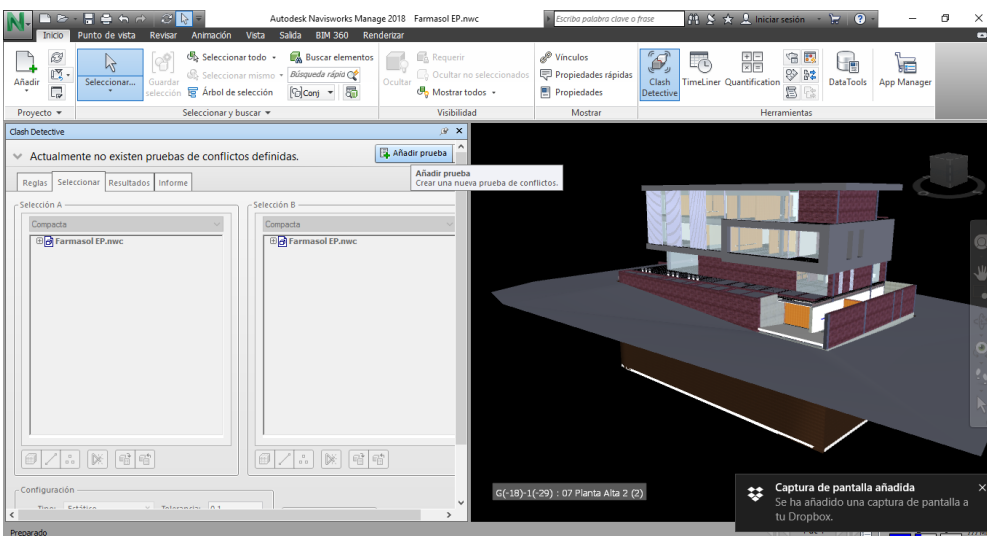 Autodesk Navisworks Manage 2018 Farmasol EP.nwc
Escriba palabra clave o frase
Iniciar sesión
Inicio Punto de vista Revisar Animación Vista Salida BIM 360 Renderizar
Añadir
Seleccionar...
Guardar selección
Seleccionar todo
Seleccionar mismo
Árbol de selección
Buscar elementos
Búsqueda rápida
Conj
Ocultar
Requerir
Ocultar no seleccionados
Mostrar todos
Vínculos
Propiedades rápidas
Propiedades
Clash Detective
TimeLiner
Quantification
DataTools
App Manager
Proyecto
Seleccionar y buscar
Visibilidad
Mostrar
Herramientas
Clash Detective
Actualmente no existen pruebas de conflictos definidas.
Añadir prueba
Añadir prueba
Crear una nueva prueba de conflictos.
Reglas Seleccionar Resultados Informe
Selección A
Compacta
Farmasol EP.nwc
Selección B
Compacta
Farmasol EP.nwc
Configuración
Tipo: Estático Tolerancia: 0.1
G(-18)-1(-29) : 07 Planta Alta 2 (2)
Captura de pantalla añadida
Se ha añadido una captura de pantalla a
tu Dropbox.
Preparado